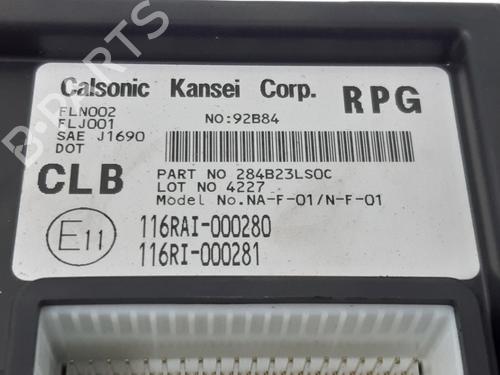 Calsonic Kansei Corp. RPG
FLN002
FLJ001
SAE J1690
DOT
NO:92B84
CLB
PART NO 284B23LS0C
LOT NO 4227
Model No.NA-F-01/N-F-01
E11
116RAI-000280
116RI-000281
B-PARTS